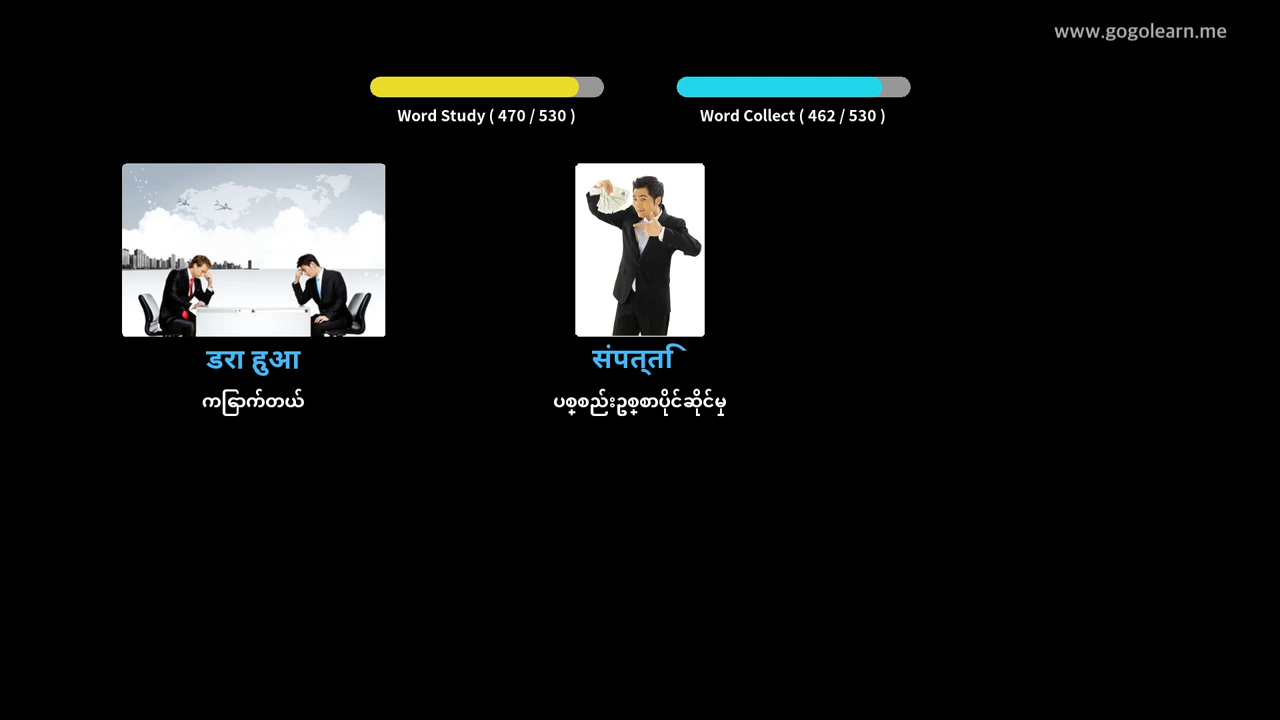 www.gogolearn.me
Word Study ( 470 / 530 )
Word Collect ( 462 / 530 )
डरा हुआ
संपत्ति
ကြောက်တယ်
ပစ္စည်းဥစ္စာပိုင်ဆိုင်မှု